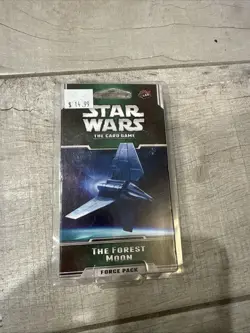 $14.99
STAR
WARS
THE CARD GAME
THE FOREST
MOON
FORCE PACK